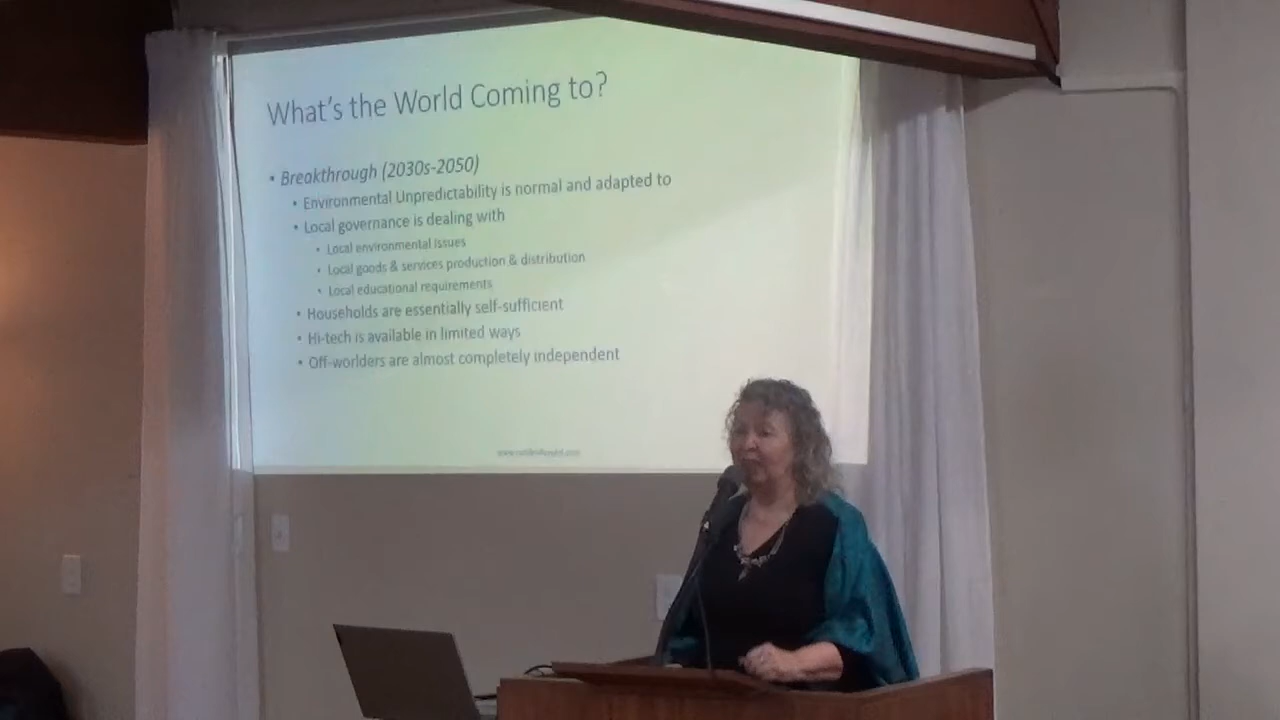 What's the World Coming to?
• Breakthrough (2030s-2050)
• Environmental Unpredictability is normal and adapted to
• Local governance is dealing with
• Local environmental issues
• Local goods & services production & distribution
• Local educational requirements
• Households are essentially self-sufficient
• Hi-tech is available in limited ways
• Off-worlders are almost completely independent